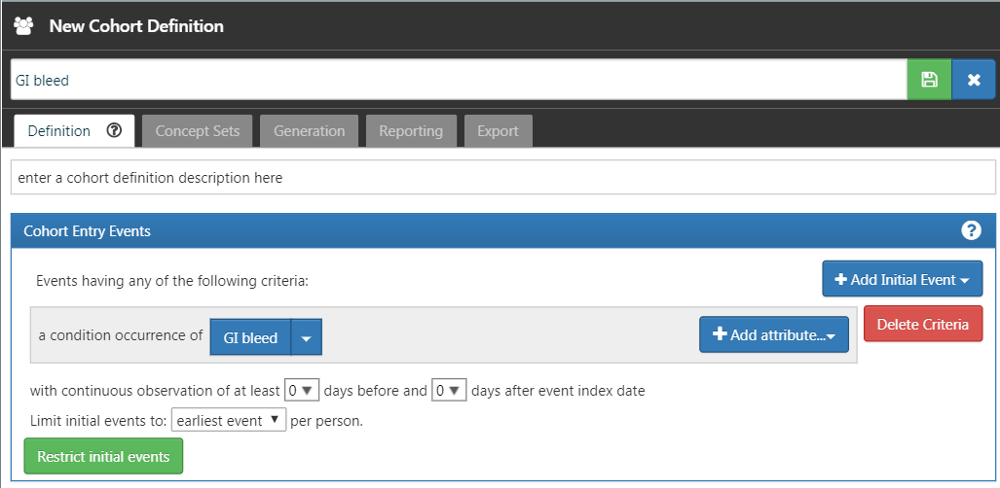 New Cohort Definition
GI bleed
Definition Concept Sets Generation Reporting Export
enter a cohort definition description here
Cohort Entry Events
Events having any of the following criteria:
Add Initial Event
a condition occurrence of GI bleed Add attribute... Delete Criteria
with continuous observation of at least 0 days before and 0 days after event index date
Limit initial events to: earliest event per person.
Restrict initial events